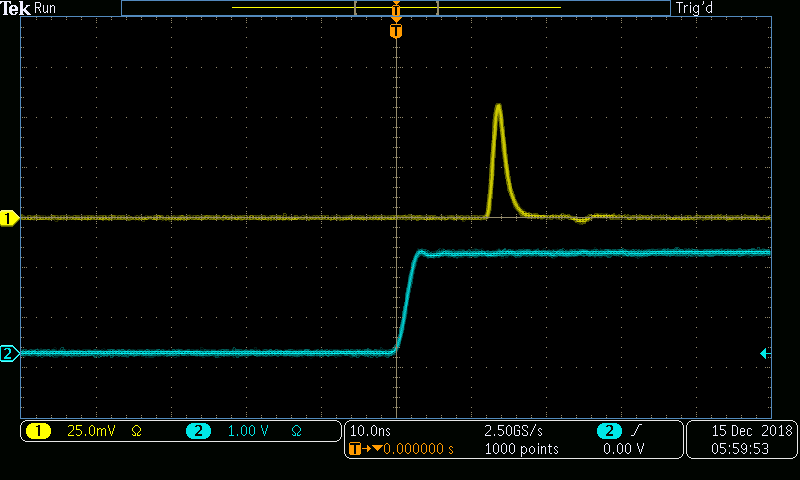 Tek Run Trig'd
T
T
1
2
1 25.0mV Ω 2 1.00 V Ω 10.0ns 2.50GS/s 2 15 Dec 2018
T→▼0.000000 s 1000 points 0.00 V 05:59:53